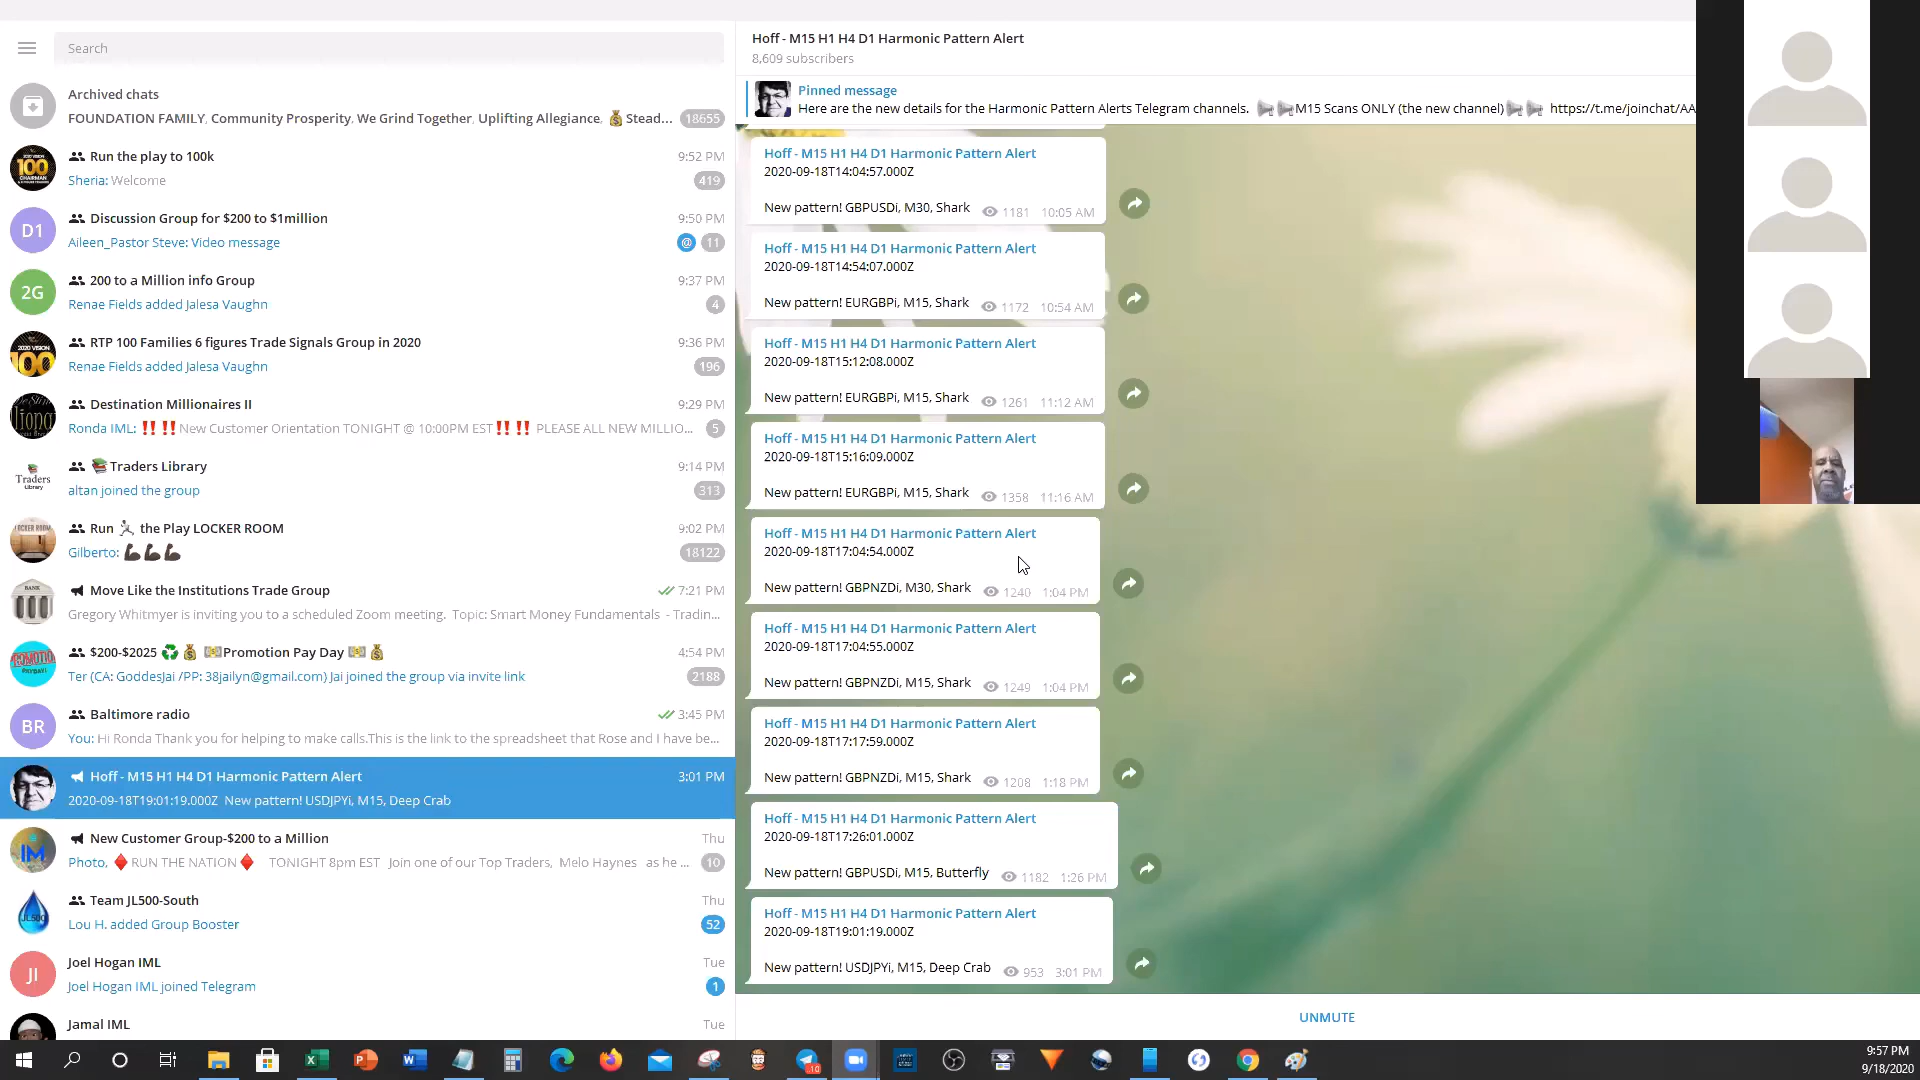 Search
Archived chats
FOUNDATION FAMILY, Community Prosperity, We Grind Together, Uplifting Allegiance, 💰Stead... 18655
Run the play to 100k 9:52 PM
Sheria: Welcome 419
D1 Discussion Group for $200 to $1million 9:50 PM
Aileen_Pastor Steve: Video message @ 11
2G 200 to a Million info Group 9:37 PM
Renae Fields added Jalesa Vaughn 4
RTP 100 Families 6 figures Trade Signals Group in 2020 9:36 PM
Renae Fields added Jalesa Vaughn 196
Destination Millionaires II 9:29 PM
Ronda IML: ‼️‼️New Customer Orientation TONIGHT @ 10:00PM EST‼️‼️ PLEASE ALL NEW MILLIO... 5
📚Traders Library 9:14 PM
altan joined the group 313
Run 🏃 the Play LOCKER ROOM 9:02 PM
Gilberto: 💪💪💪 18122
Move Like the Institutions Trade Group 7:21 PM
Gregory Whitmyer is inviting you to a scheduled Zoom meeting. Topic: Smart Money Fundamentals - Tradin...
$200-$2025 ♻️💰 💵Promotion Pay Day 💵💰 4:54 PM
Ter (CA: GoddesJai /PP: 38jailyn@gmail.com) Jai joined the group via invite link 2188
BR Baltimore radio 3:45 PM
You: Hi Ronda Thank you for helping to make calls.This is the link to the spreadsheet that Rose and I have be...
Hoff - M15 H1 H4 D1 Harmonic Pattern Alert 3:01 PM
2020-09-18T19:01:19.000Z New pattern! USDJPYi, M15, Deep Crab
New Customer Group-$200 to a Million Thu
Photo, ♦️RUN THE NATION♦️ TONIGHT 8pm EST Join one of our Top Traders, Melo Haynes as he ... 10
Team JL500-South Thu
Lou H. added Group Booster 52
JI Joel Hogan IML Tue
Joel Hogan IML joined Telegram 1
Jamal IML Tue
Hoff - M15 H1 H4 D1 Harmonic Pattern Alert
8,609 subscribers
Pinned message
Here are the new details for the Harmonic Pattern Alerts Telegram channels. 📢📢M15 Scans ONLY (the new channel)📢📢 https://t.me/joinchat/AA
Hoff - M15 H1 H4 D1 Harmonic Pattern Alert
2020-09-18T14:04:57.000Z
New pattern! GBPUSDi, M30, Shark 1181 10:05 AM
Hoff - M15 H1 H4 D1 Harmonic Pattern Alert
2020-09-18T14:54:07.000Z
New pattern! EURGBPi, M15, Shark 1172 10:54 AM
Hoff - M15 H1 H4 D1 Harmonic Pattern Alert
2020-09-18T15:12:08.000Z
New pattern! EURGBPi, M15, Shark 1261 11:12 AM
Hoff - M15 H1 H4 D1 Harmonic Pattern Alert
2020-09-18T15:16:09.000Z
New pattern! EURGBPi, M15, Shark 1358 11:16 AM
Hoff - M15 H1 H4 D1 Harmonic Pattern Alert
2020-09-18T17:04:54.000Z
New pattern! GBPNZDi, M30, Shark 1240 1:04 PM
Hoff - M15 H1 H4 D1 Harmonic Pattern Alert
2020-09-18T17:04:55.000Z
New pattern! GBPNZDi, M15, Shark 1249 1:04 PM
Hoff - M15 H1 H4 D1 Harmonic Pattern Alert
2020-09-18T17:17:59.000Z
New pattern! GBPNZDi, M15, Shark 1208 1:18 PM
Hoff - M15 H1 H4 D1 Harmonic Pattern Alert
2020-09-18T17:26:01.000Z
New pattern! GBPUSDi, M15, Butterfly 1182 1:26 PM
Hoff - M15 H1 H4 D1 Harmonic Pattern Alert
2020-09-18T19:01:19.000Z
New pattern! USDJPYi, M15, Deep Crab 953 3:01 PM
UNMUTE
9:57 PM
9/18/2020